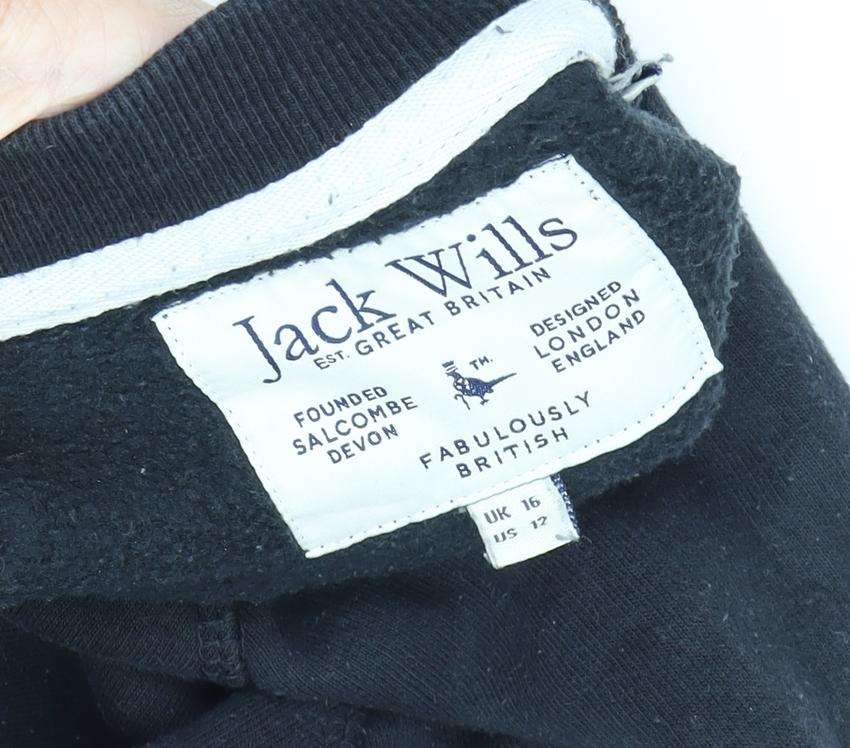 Jack Wills
EST. GREAT BRITAIN
FOUNDED
SALCOMBE
DEVON
TM.
DESIGNED
LONDON
ENGLAND
FABULOUSLY
BRITISH
UK 16
US 12